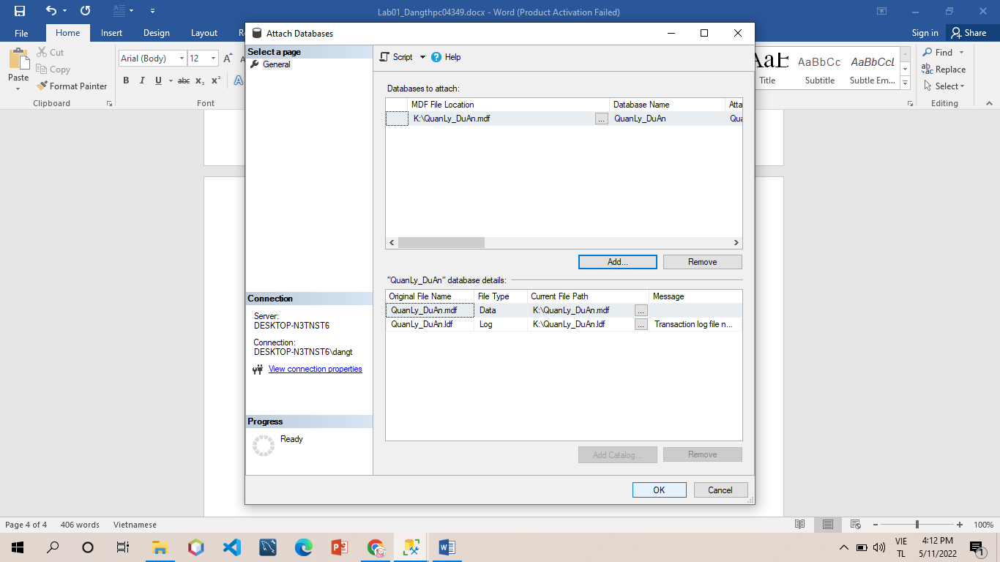 Lab01_Dangthpc04349.docx - Word (Product Activation Failed)
File Home Insert Design Layout Sign in Share
Cut
Copy
Format Painter
Paste
Clipboard
Arial (Body) 12
B I U abc X₂ X²
Font
Title
AaBbCc
Subtitle
AaBbCcL
Subtle Em...
Find
Replace
Select
Editing
Attach Databases
Select a page
General
Script Help
Databases to attach:
MDF File Location Database Name Atta
K:\QuanLy_DuAn.mdf ... QuanLy_DuAn Qua
Add... Remove
"QuanLy_DuAn" database details:
Original File Name File Type Current File Path Message
QuanLy_DuAn.mdf Data K:\QuanLy_DuAn.mdf ...
QuanLy_DuAn.ldf Log K:\QuanLy_DuAn.ldf ... Transaction log file n...
Add Catalog... Remove
Connection
Server:
DESKTOP-N3TNST6
Connection:
DESKTOP-N3TNST6\dangt
View connection properties
Progress
Ready
OK Cancel
Page 4 of 4 406 words Vietnamese
100%
VIE
TL
4:12 PM
5/11/2022
1